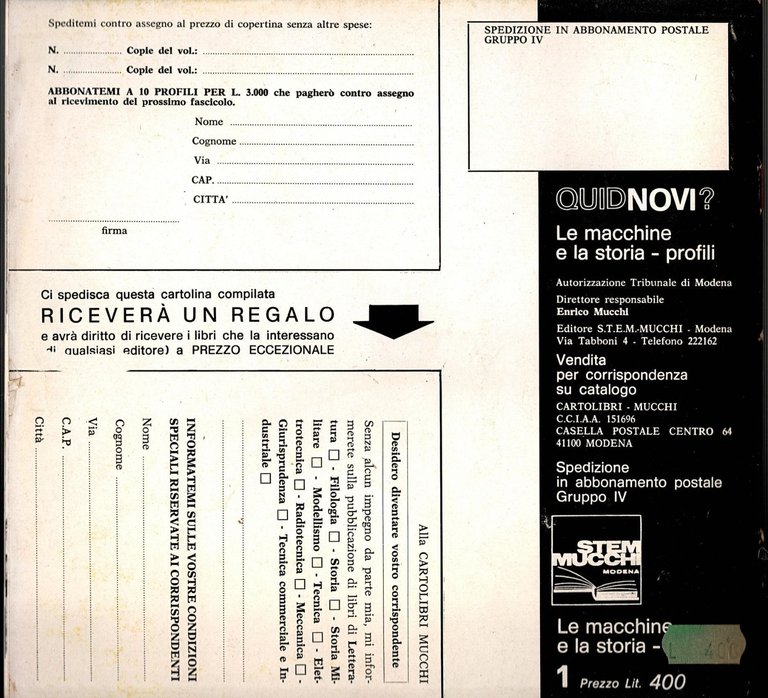 Speditemi contro assegno al prezzo di copertina senza altre spese:
N. .................... Copie del vol.: ....................
N. .................... Copie del vol.: ....................
ABBONATEMI A 10 PROFILI PER L. 3.000 che pagherò contro assegno
al ricevimento del prossimo fascicolo.
Nome ....................
Cognome ....................
Via ....................
CAP. ....................
CITTA' ....................
firma
Ci spedisca questa cartolina compilata
RICEVERÀ UN REGALO
e avrà diritto di ricevere i libri che la interessano
di qualsiasi editore) a PREZZO ECCEZIONALE
Alla CARTOLIBRI MUCCHI
Desidero diventare vostro corrispondente
Senza alcun impegno da parte mia, mi infor-
merete sulla pubblicazione di libri di Lettera-
tura □ - Filologia □ - Storia □ - Storia Mi-
litare □ - Modellismo □ - Tecnica □ - Elet-
trotecnica □ - Radiotecnica □ - Meccanica □
Giurisprudenza □ - Tecnica commerciale e In-
dustriale □
INFORMATEMI SULLE VOSTRE CONDIZIONI
SPECIALI RISERVATE AI CORRISPONDENTI
Nome ....................
Cognome ....................
Via ....................
C.A.P. ....................
Città ....................
SPEDIZIONE IN ABBONAMENTO POSTALE
GRUPPO IV
QUIDNOVI?
Le macchine
e la storia - profili
Autorizzazione Tribunale di Modena
Direttore responsabile
Enrico Mucchi
Editore S.T.E.M.-MUCCHI - Modena
Via Tabboni 4 - Telefono 222162
Vendita
per corrispondenza
su catalogo
CARTOLIBRI - MUCCHI
C.C.I.A.A. 151696
CASELLA POSTALE CENTRO 64
41100 MODENA
Spedizione
in abbonamento postale
Gruppo IV
STEM
MUCCHI
MODENA
Le macchine
e la storia -
L 400
1 Prezzo Lit. 400